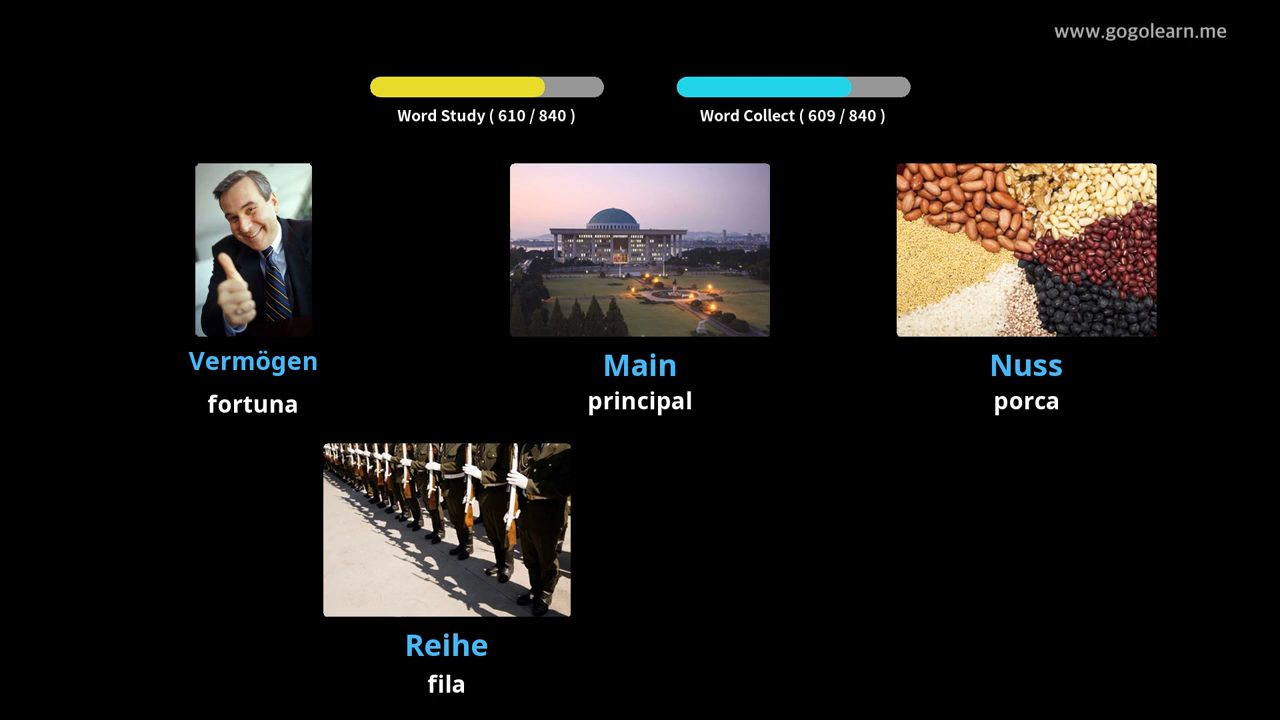 www.gogolearn.me
Word Study ( 610 / 840 )
Word Collect ( 609 / 840 )
Vermögen
fortuna
Main
principal
Nuss
porca
Reihe
fila